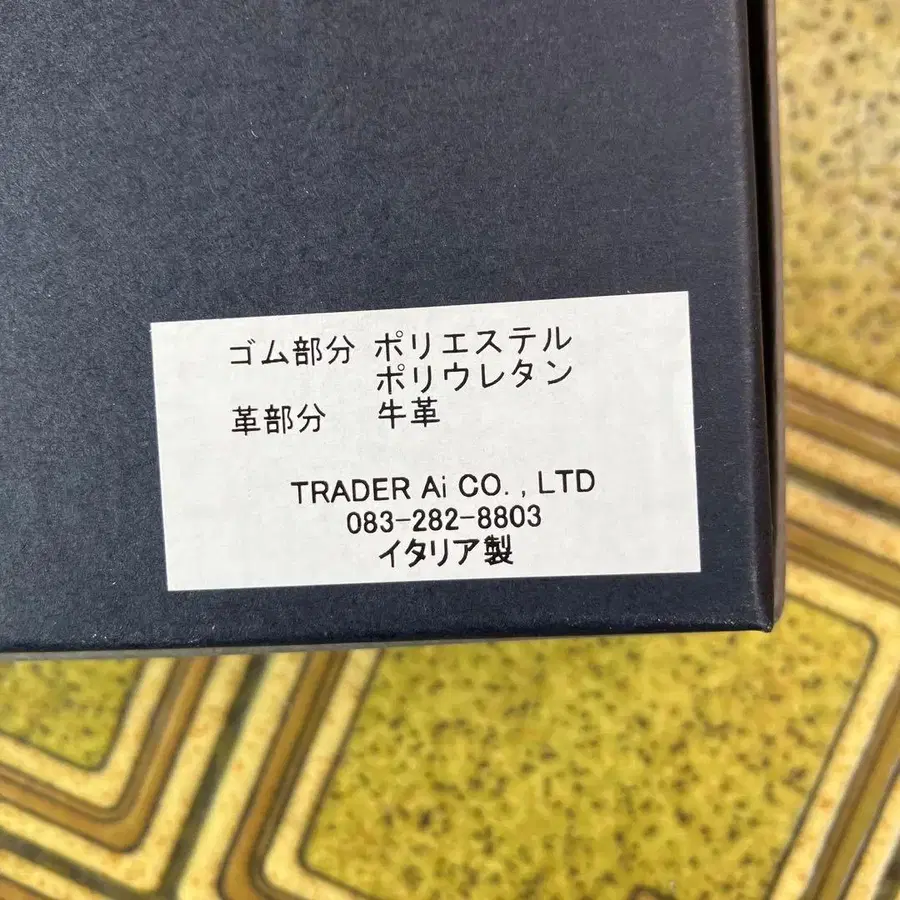 ゴム部分 ポリエステル
ポリウレタン
革部分 牛革
TRADER Ai CO. , LTD
083-282-8803
イタリア製